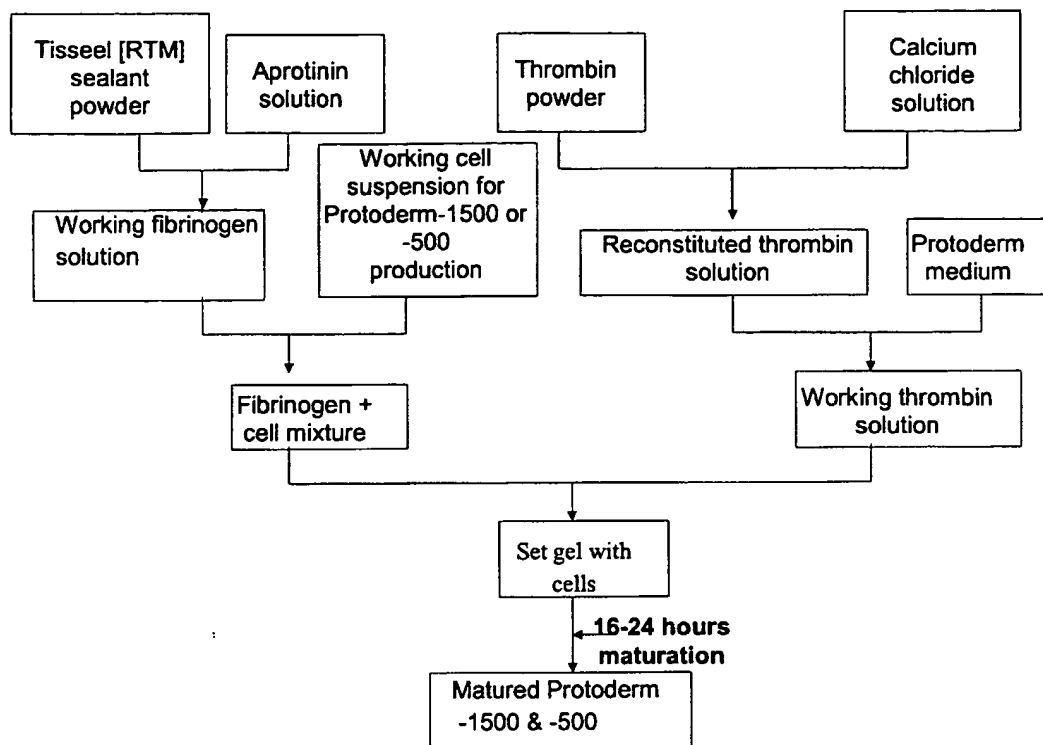 Tisseel [RTM]
sealant
powder
Aprotinin
solution
Thrombin
powder
Calcium
chloride
solution
Working cell
suspension for
Protoderm-1500 or
-500
production
Working fibrinogen
solution
Reconstituted thrombin
solution
Protoderm
medium
Fibrinogen +
cell mixture
Working thrombin
solution
Set gel with
cells
16-24 hours
maturation
Matured Protoderm
-1500 & -500